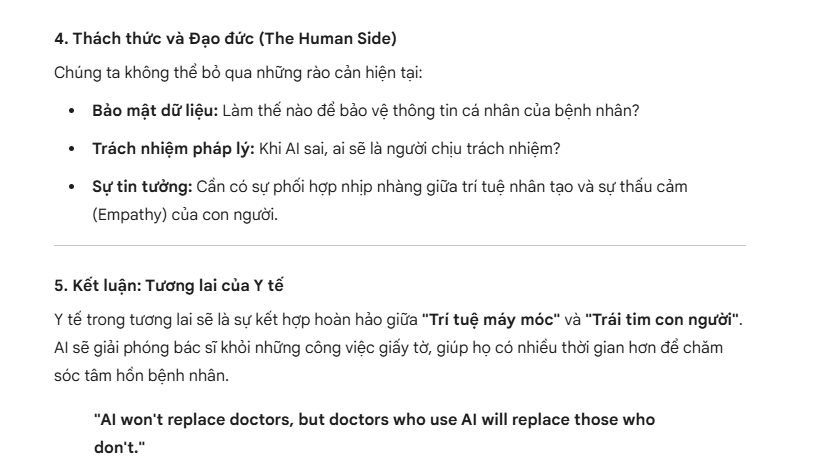 4. Thách thức và Đạo đức (The Human Side)
Chúng ta không thể bỏ qua những rào cản hiện tại:
• Bảo mật dữ liệu: Làm thế nào để bảo vệ thông tin cá nhân của bệnh nhân?
• Trách nhiệm pháp lý: Khi AI sai, ai sẽ là người chịu trách nhiệm?
• Sự tin tưởng: Cần có sự phối hợp nhịp nhàng giữa trí tuệ nhân tạo và sự thấu cảm
(Empathy) của con người.
5. Kết luận: Tương lai của Y tế
Y tế trong tương lai sẽ là sự kết hợp hoàn hảo giữa "Trí tuệ máy móc" và "Trái tim con người".
AI sẽ giải phóng bác sĩ khỏi những công việc giấy tờ, giúp họ có nhiều thời gian hơn để chăm
sóc tâm hồn bệnh nhân.
"AI won't replace doctors, but doctors who use AI will replace those who
don't."